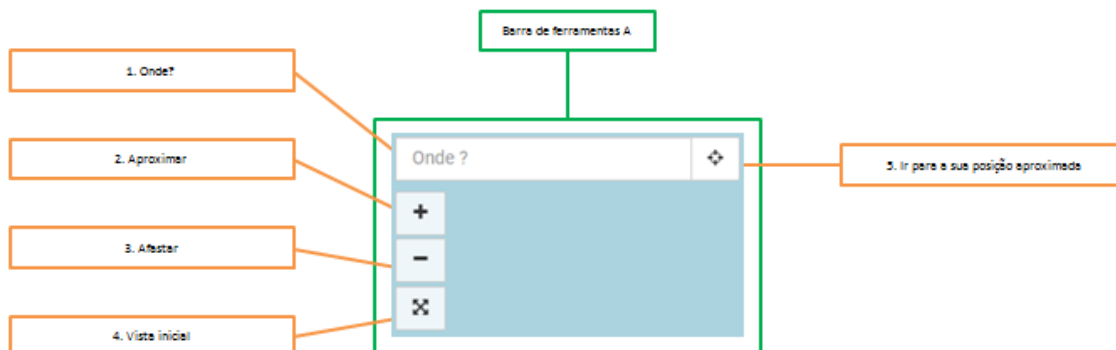 Barra de ferramentas A
1. Onde?
Onde ?
2. Aproximar
5. Ir para a sua posição aproximada
3. Afastar
4. Vista inicial